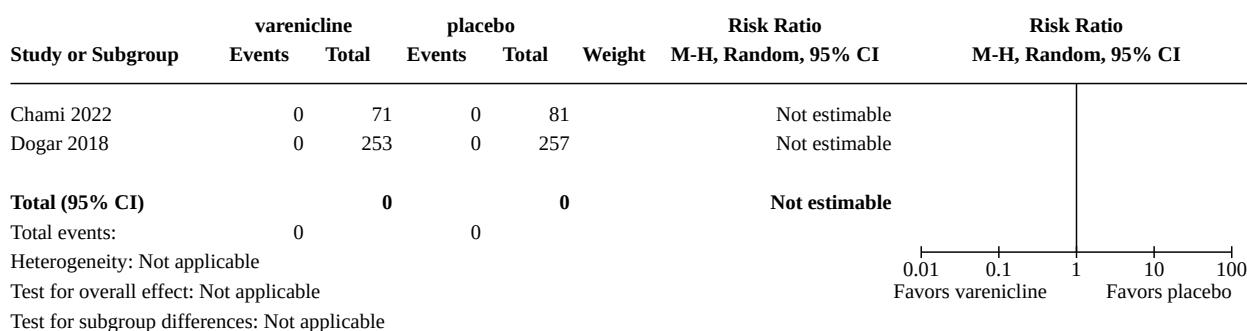 varenicline placebo Risk Ratio Risk Ratio
Study or Subgroup Events Total Events Total Weight M-H, Random, 95% CI M-H, Random, 95% CI
Chami 2022 0 71 0 81 Not estimable
Dogar 2018 0 253 0 257 Not estimable
Total (95% CI) 0 0 Not estimable
Total events: 0 0
Heterogeneity: Not applicable
0.01 0.1 1 10 100
Test for overall effect: Not applicable Favors varenicline Favors placebo
Test for subgroup differences: Not applicable